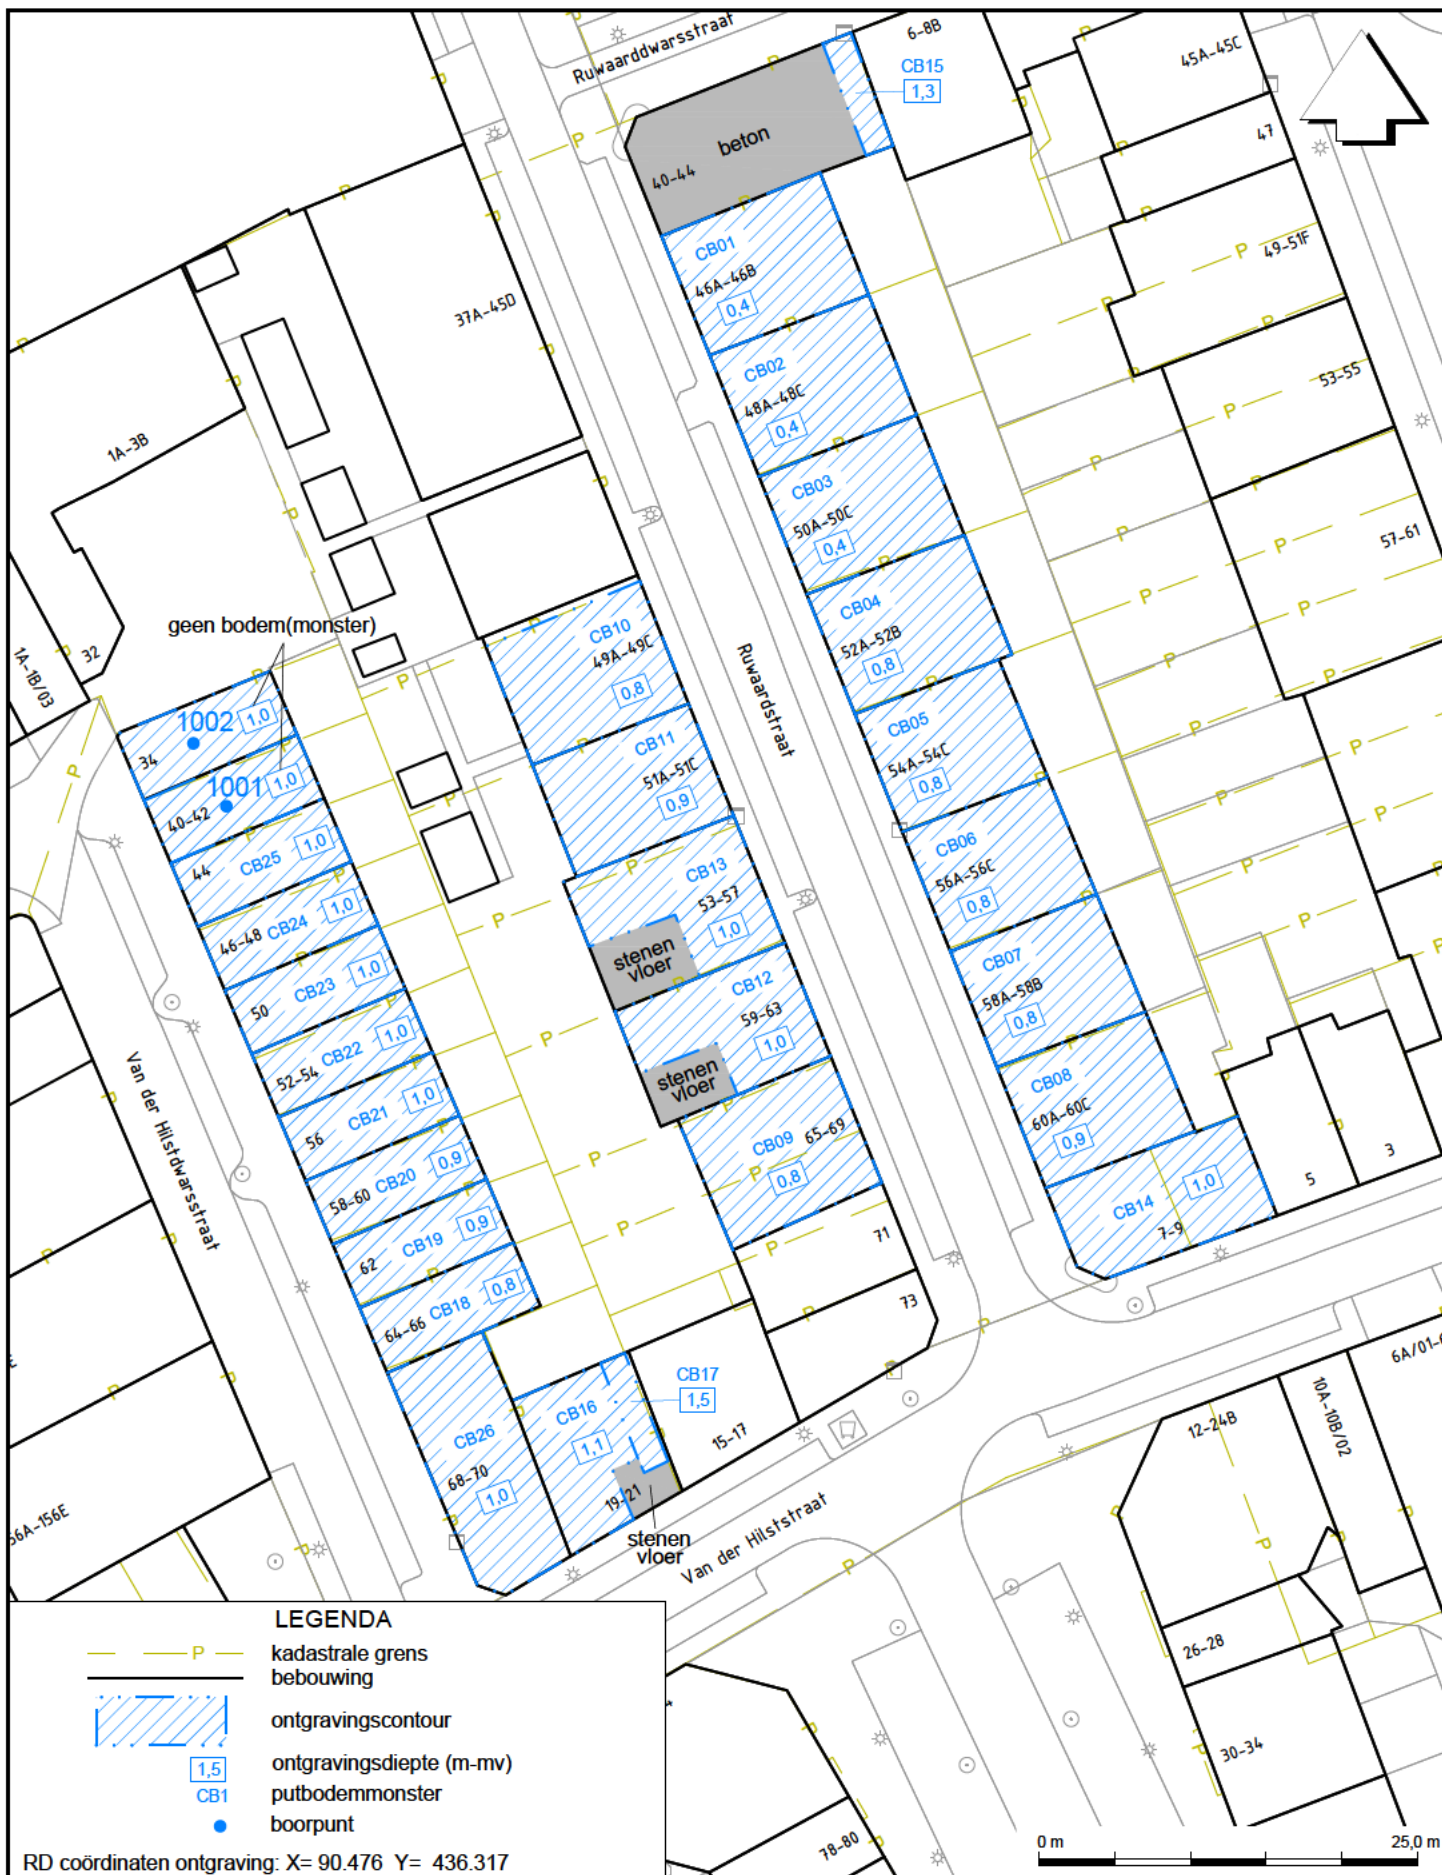 Ruwaarddwarsstraat
6-8B
45A-45C
CB15
1,3
47
beton
40-44
49-51F
CB01
46A-46B
0,4
37A-45D
CB02
48A-48C
0,4
53-55
1A-3B
CB03
50A-50C
0,4
57-61
CB04
52A-52B
0,8
geen bodem(monster)
32
1A-1B/03
CB10
49A-49C
0,8
Ruwaardstraat
1002
1,0
34
CB05
54A-54C
0,8
CB11
51A-51C
0,9
1001
1,0
40-42
CB25
1,0
44
CB06
56A-56C
0,8
CB13
53-57
1,0
stenen
vloer
CB24
46-48
1,0
CB07
58A-58B
0,8
CB12
59-63
1,0
stenen
vloer
CB23
50
1,0
CB22
52-54
1,0
Van der Hilstdwarsstraat
CB08
60A-60C
0,9
CB21
56
1,0
CB09
65-69
0,8
CB20
58-60
0,9
CB14
1,0
7-9
5
3
CB19
62
0,9
71
CB18
64-66
0,8
73
6A/01-6
CB17
1,5
CB16
1,1
15-17
19-21
stenen
vloer
CB26
68-70
1,0
10A-10B/02
12-24B
56A-156E
Van der Hilststraat
26-28
30-34
78-80
LEGENDA
P kadastrale grens
bebouwing
ontgravingscontour
1,5 ontgravingsdiepte (m-mv)
CB1 putbodemmonster
boorpunt
RD coördinaten ontgraving: X= 90.476 Y= 436.317
0 m 25,0 m